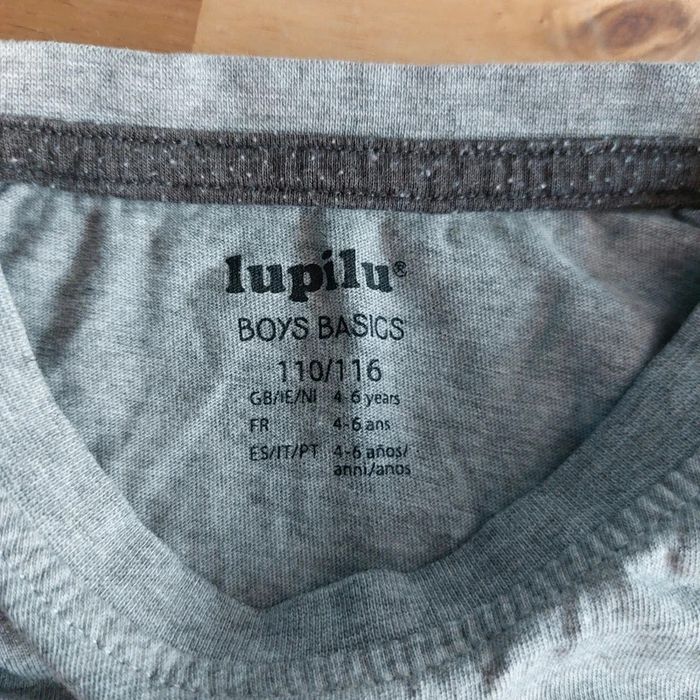 lupilu®
BOYS BASICS
110/116
GB/IE/NI 4-6 years
FR 4-6 ans
ES/IT/PT 4-6 años/
anni/anos